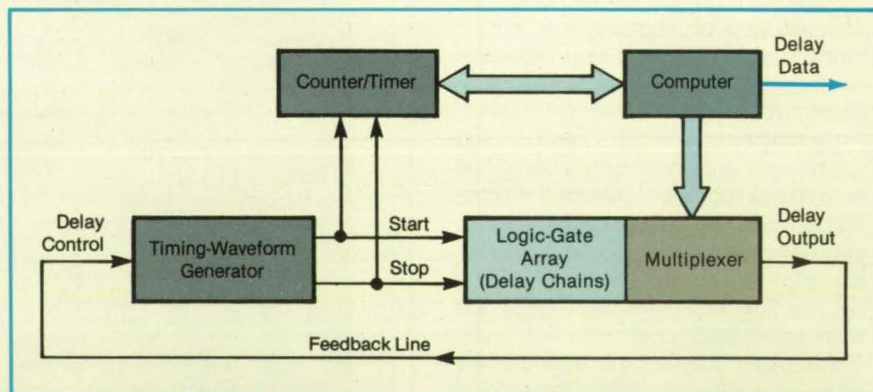 Counter/Timer
Computer
Delay
Data
Delay
Control
Timing-Waveform
Generator
Start
Stop
Logic-Gate
Array
(Delay Chains)
Multiplexer
Delay
Output
Feedback Line